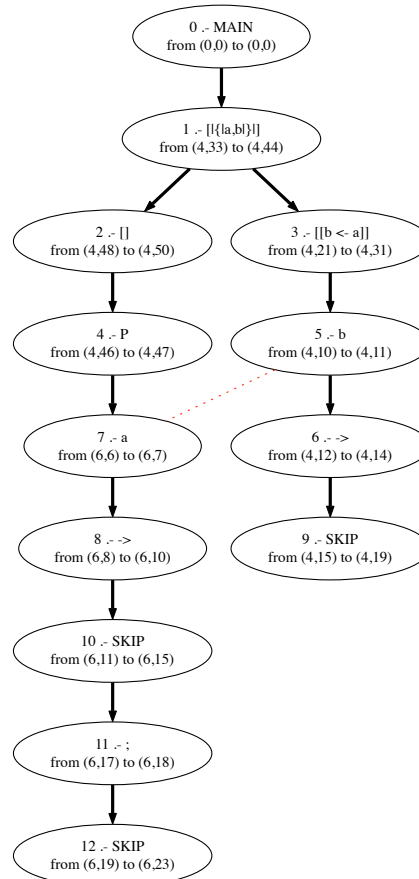 0 .- MAIN
from (0,0) to (0,0)
1 .- [|{|a,b|}|]
from (4,33) to (4,44)
2 .- []
from (4,48) to (4,50)
3 .- [[b <- a]]
from (4,21) to (4,31)
4 .- P
from (4,46) to (4,47)
5 .- b
from (4,10) to (4,11)
7 .- a
from (6,6) to (6,7)
6 .- ->
from (4,12) to (4,14)
8 .- ->
from (6,8) to (6,10)
9 .- SKIP
from (4,15) to (4,19)
10 .- SKIP
from (6,11) to (6,15)
11 .- ;
from (6,17) to (6,18)
12 .- SKIP
from (6,19) to (6,23)